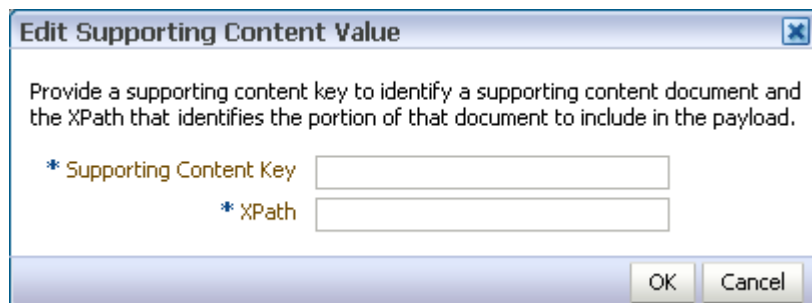 Edit Supporting Content Value
Provide a supporting content key to identify a supporting content document and
the XPath that identifies the portion of that document to include in the payload.
* Supporting Content Key
* XPath
OK Cancel